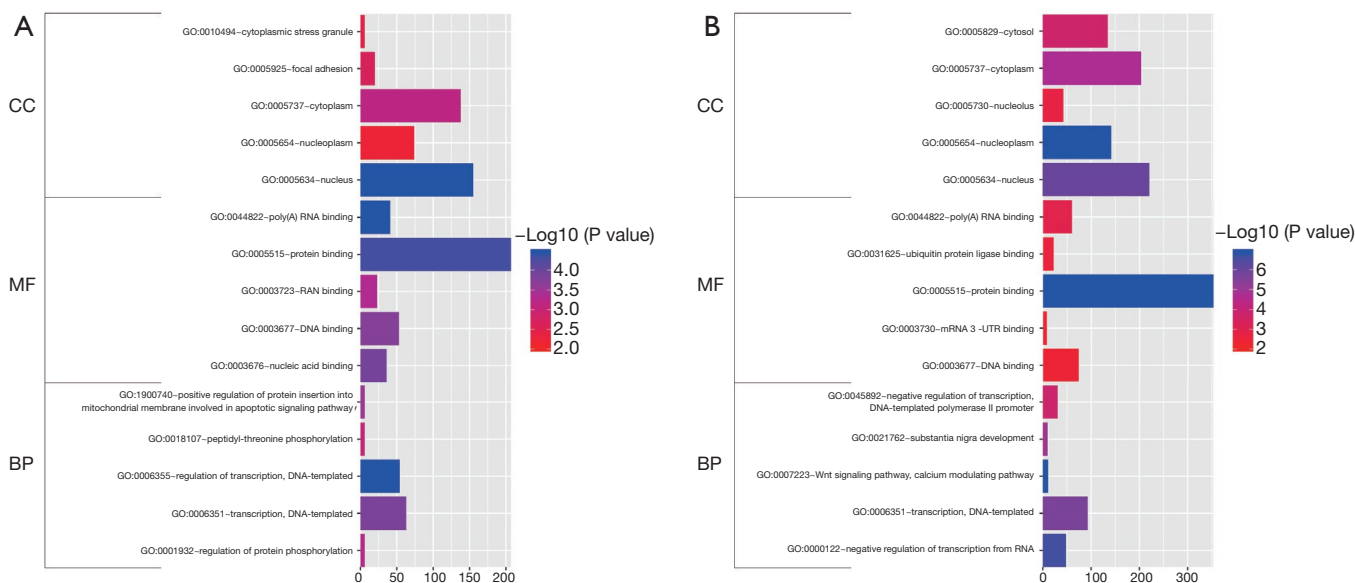 A
CC
GO:0010494~cytoplasmic stress granule
GO:0005925~focal adhesion
GO:0005737~cytoplasm
GO:0005654~nucleoplasm
GO:0005634~nucleus
MF
GO:0044822~poly(A) RNA binding
GO:0005515~protein binding
GO:0003723~RAN binding
GO:0003677~DNA binding
GO:0003676~nucleic acid binding
BP
GO:1900740~positive regulation of protein insertion into
mitochondrial membrane involved in apoptotic signaling pathway
GO:0018107~peptidyl-threonine phosphorylation
GO:0006355~regulation of transcription, DNA-templated
GO:0006351~transcription, DNA-templated
GO:0001932~regulation of protein phosphorylation
0 50 100 150 200
−Log10 (P value)
4.0
3.5
3.0
2.5
2.0
B
CC
GO:0005829~cytosol
GO:0005737~cytoplasm
GO:0005730~nucleolus
GO:0005654~nucleoplasm
GO:0005634~nucleus
MF
GO:0044822~poly(A) RNA binding
GO:0031625~ubiquitin protein ligase binding
GO:0005515~protein binding
GO:0003730~mRNA 3 -UTR binding
GO:0003677~DNA binding
BP
GO:0045892~negative regulation of transcription,
DNA-templated polymerase II promoter
GO:0021762~substantia nigra development
GO:0007223~Wnt signaling pathway, calcium modulating pathway
GO:0006351~transcription, DNA-templated
GO:0000122~negative regulation of transcription from RNA
0 100 200 300
−Log10 (P value)
6
5
4
3
2